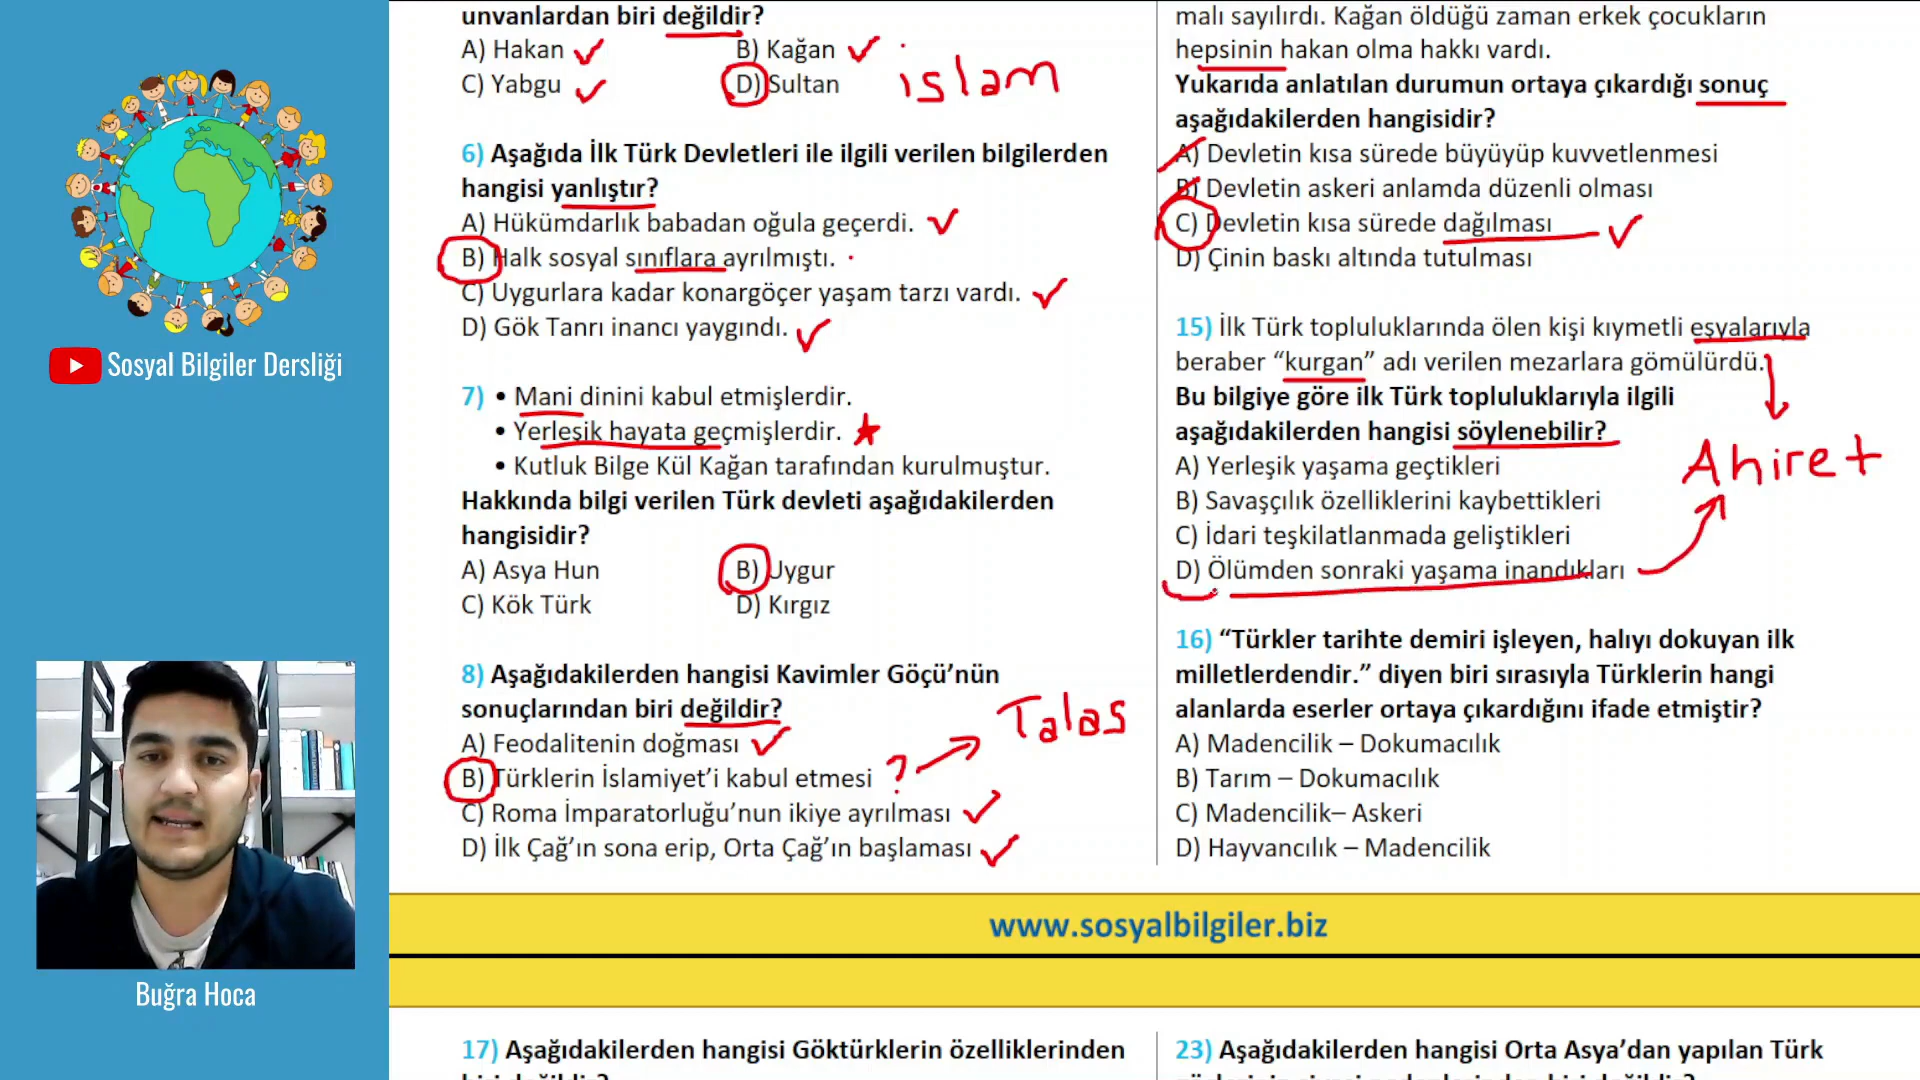 Sosyal Bilgiler Dersliği
Buğra Hoca
unvanlardan biri değildir?
A) Hakan
B) Kağan
C) Yabgu
D) Sultan
islam
6) Aşağıda İlk Türk Devletleri ile ilgili verilen bilgilerden
hangisi yanlıştır?
A) Hükümdarlık babadan oğula geçerdi.
B) Halk sosyal sınıflara ayrılmıştı.
C) Uygurlara kadar konargöçer yaşam tarzı vardı.
D) Gök Tanrı inancı yaygındı.
7) • Mani dinini kabul etmişlerdir.
• Yerleşik hayata geçmişlerdir.
• Kutluk Bilge Kül Kağan tarafından kurulmuştur.
Hakkında bilgi verilen Türk devleti aşağıdakilerden
hangisidir?
A) Asya Hun
B) Uygur
C) Kök Türk
D) Kırgız
8) Aşağıdakilerden hangisi Kavimler Göçü’nün
sonuçlarından biri değildir?
A) Feodalitenin doğması
B) Türklerin İslamiyet’i kabul etmesi ?
Talas
C) Roma İmparatorluğu’nun ikiye ayrılması
D) İlk Çağ’ın sona erip, Orta Çağ’ın başlaması
malı sayılırdı. Kağan öldüğü zaman erkek çocukların
hepsinin hakan olma hakkı vardı.
Yukarıda anlatılan durumun ortaya çıkardığı sonuç
aşağıdakilerden hangisidir?
A) Devletin kısa sürede büyüyüp kuvvetlenmesi
B) Devletin askeri anlamda düzenli olması
C) Devletin kısa sürede dağılması
D) Çinin baskı altında tutulması
15) İlk Türk topluluklarında ölen kişi kıymetli eşyalarıyla
beraber “kurgan” adı verilen mezarlara gömülürdü.
Bu bilgiye göre ilk Türk topluluklarıyla ilgili
aşağıdakilerden hangisi söylenebilir?
Ahiret
A) Yerleşik yaşama geçtikleri
B) Savaşçılık özelliklerini kaybettikleri
C) İdari teşkilatlanmada geliştikleri
D) Ölümden sonraki yaşama inandıkları
16) “Türkler tarihte demiri işleyen, halıyı dokuyan ilk
milletlerdendir.” diyen biri sırasıyla Türklerin hangi
alanlarda eserler ortaya çıkardığını ifade etmiştir?
A) Madencilik – Dokumacılık
B) Tarım – Dokumacılık
C) Madencilik– Askeri
D) Hayvancılık – Madencilik
www.sosyalbilgiler.biz
17) Aşağıdakilerden hangisi Göktürklerin özelliklerinden
23) Aşağıdakilerden hangisi Orta Asya’dan yapılan Türk